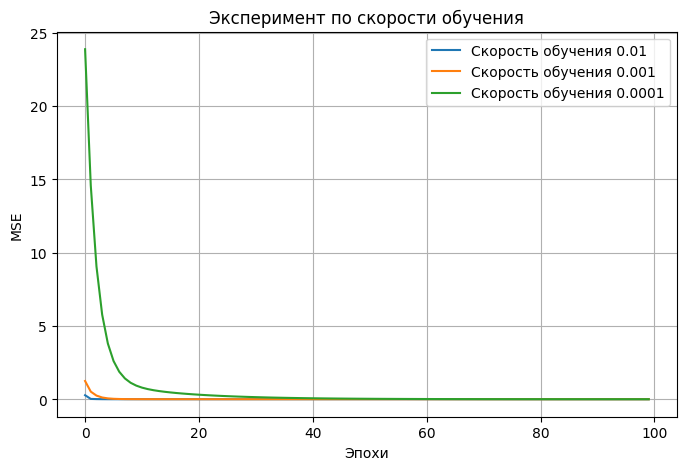 Эксперимент по скорости обучения
25
20
15
10
5
0
MSE
Скорость обучения 0.01
Скорость обучения 0.001
Скорость обучения 0.0001
0
20
40
60
80
100
Эпохи